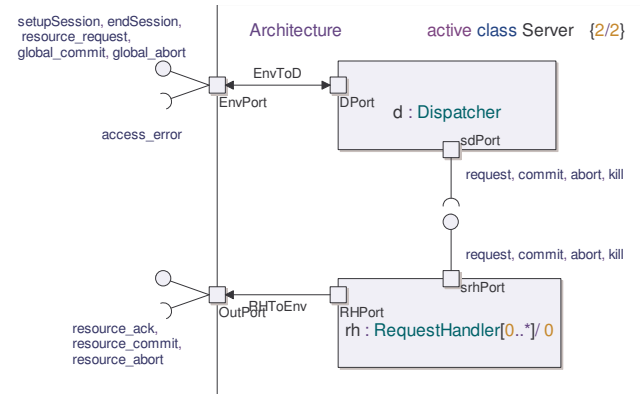 setupSession, endSession,
resource_request,
global_commit, global_abort
Architecture
active class Server {2/2}
EnvToD
EnvPort
DPort
d : Dispatcher
access_error
sdPort
request, commit, abort, kill
request, commit, abort, kill
srhPort
RHToEnv
OutPort
RHPort
rh : RequestHandler[0..*]/ 0
resource_ack,
resource_commit,
resource_abort